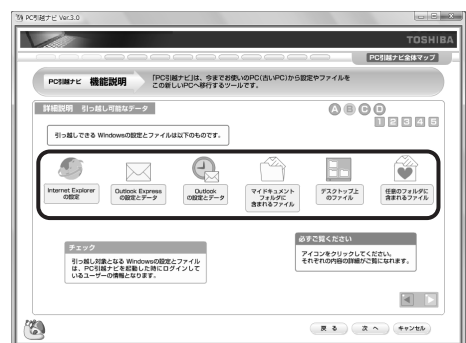 PC引越ナビ Ver.3.0
TOSHIBA
PC引越ナビ全体マップ
PC引越ナビ 機能説明
「PC引越ナビ」は、今までお使いのPC(古いPC)から設定やファイルを
この新しいPCへ移行するツールです。
詳細説明 引っ越し可能なデータ
A B C D
1 2 3 4 5
引っ越しできる Windowsの設定とファイルは以下のものです。
Internet Explorer
の設定
Outlook Express
の設定とデータ
Outlook
の設定とデータ
マイドキュメント
フォルダに
含まれるファイル
デスクトップ上
のファイル
任意のフォルダに
含まれるファイル
チェック
引っ越し対象となる Windowsの設定とファイル
は、PC引越ナビを起動した時にログインして
いるユーザーの情報となります。
必ずご覧ください
アイコンをクリックしてください。
それぞれの内容の詳細がご覧になれます。
戻 る
次 へ
キャンセル